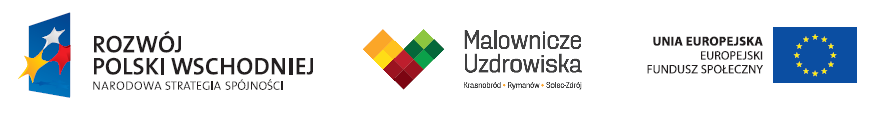 ROZWÓJ
POLSKI WSCHODNIEJ
NARODOWA STRATEGIA SPÓJNOŚCI
Malownicze
Uzdrowiska
Krasnobród • Rymanów • Solec-Zdrój
UNIA EUROPEJSKA
EUROPEJSKI
FUNDUSZ SPOŁECZNY